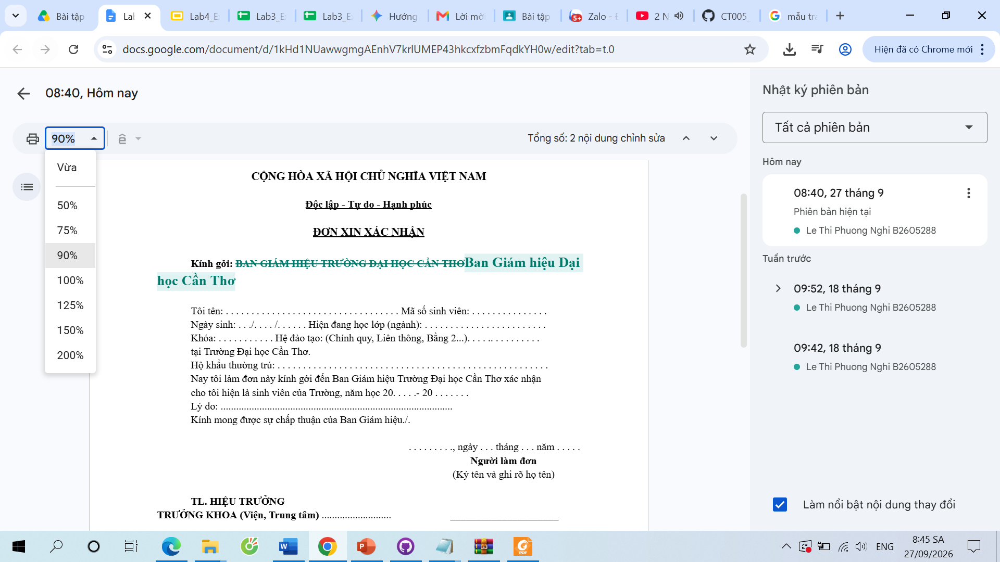 Bài tập
Lab
Lab4_E
Lab3_E
Lab3_E
Hướng
Lời mời
Bài tập
Zalo -
2 N
CT005_
mẫu tra
docs.google.com/document/d/1kHd1NUawwgmgAEnhV7krlUMEP43hkcxfzbmFqdkYH0w/edit?tab=t.0
Hiện đã có Chrome mới
08:40, Hôm nay
90%
ê
Tổng số: 2 nội dung chỉnh sửa
Vừa
50%
75%
90%
100%
125%
150%
200%
CỘNG HÒA XÃ HỘI CHỦ NGHĨA VIỆT NAM
Độc lập - Tự do - Hạnh phúc
ĐƠN XIN XÁC NHẬN
Kính gởi: BAN GIÁM HIỆU TRƯỜNG ĐẠI HỌC CẦN THƠBan Giám hiệu Đại
học Cần Thơ
Tôi tên: . . . . . . . . . . . . . . . . . . . . . . . . . . . . . . . . . . Mã số sinh viên: . . . . . . . . . . . . . . .
Ngày sinh: . . ./. . . . /. . . . . . Hiện đang học lớp (ngành): . . . . . . . . . . . . . . . . . . . . . . . .
Khóa: . . . . . . . . . . . Hệ đào tạo: (Chính quy, Liên thông, Bằng 2...). . . . .. . . . . . . . . .
tại Trường Đại học Cần Thơ.
Hộ khẩu thường trú: . . . . . . . . . . . . . . . . . . . . . . . . . . . . . . . . . . . . . . . . . . . . . . . . . . . . .
Nay tôi làm đơn này kính gởi đến Ban Giám hiệu Trường Đại học Cần Thơ xác nhận
cho tôi hiện là sinh viên của Trường, năm học 20. . . . .- 20 . . . . . . .
Lý do: ..........................................................................................
Kính mong được sự chấp thuận của Ban Giám hiệu./.
. . . . . . . . ., ngày . . . tháng . . . năm . . . . .
Người làm đơn
(Ký tên và ghi rõ họ tên)
TL. HIỆU TRƯỞNG
TRƯỞNG KHOA (Viện, Trung tâm) ...........................
Nhật ký phiên bản
Tất cả phiên bản
Hôm nay
08:40, 27 tháng 9
Phiên bản hiện tại
Le Thi Phuong Nghi B2605288
Tuần trước
09:52, 18 tháng 9
Le Thi Phuong Nghi B2605288
09:42, 18 tháng 9
Le Thi Phuong Nghi B2605288
Làm nổi bật nội dung thay đổi
ENG
8:45 SA
27/09/2026